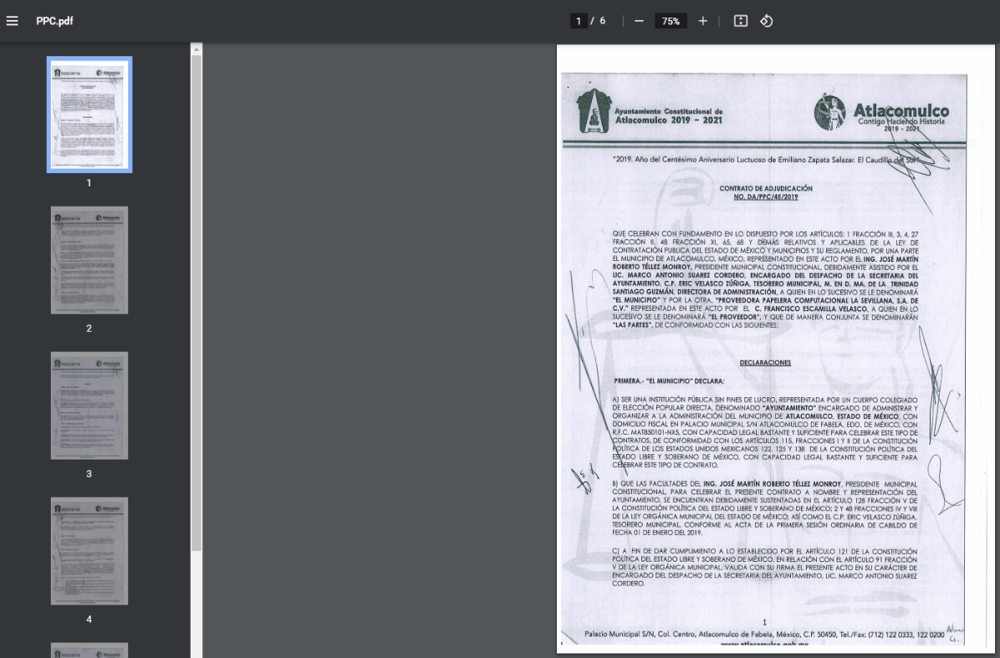 PPC.pdf
1 / 6
75%
1
2
3
4
Ayuntamiento Constitucional de
Atlacomulco 2019 - 2021
Atlacomulco
Contigo Haciendo Historia
2019 - 2021
"2019. Año del Centésimo Aniversario Luctuoso de Emiliano Zapata Salazar. El Caudillo del Sur"
CONTRATO DE ADJUDICACIÓN
NO. DA/PPC/45/2019
QUE CELEBRAN CON FUNDAMENTO EN LO DISPUESTO POR LOS ARTÍCULOS: 1 FRACCIÓN III, 3, 4, 27
FRACCIÓN II, 48 FRACCIÓN XI, 65, 68 Y DEMÁS RELATIVOS Y APLICABLES DE LA LEY DE
CONTRATACIÓN PUBLICA DEL ESTADO DE MÉXICO Y MUNICIPIOS Y SU REGLAMENTO, POR UNA PARTE
EL MUNICIPIO DE ATLACOMULCO, MÉXICO, REPRESENTADO EN ESTE ACTO POR EL ING. JOSÉ MARTÍN
ROBERTO TÉLLEZ MONROY, PRESIDENTE MUNICIPAL CONSTITUCIONAL, DEBIDAMENTE ASISTIDO POR EL
LIC. MARCO ANTONIO SUAREZ CORDERO, ENCARGADO DEL DESPACHO DE LA SECRETARIA DEL
AYUNTAMIENTO, C.P. ERIC VELASCO ZÚÑIGA, TESORERO MUNICIPAL, M. EN D. MA. DE LA TRINIDAD
SANTIAGO GUZMÁN, DIRECTORA DE ADMINISTRACIÓN, A QUIEN EN LO SUCESIVO SE LE DENOMINARÁ
"EL MUNICIPIO" Y POR LA OTRA, "PROVEEDORA PAPELERA COMPUTACIONAL LA SEVILLANA, S.A. DE
C.V." REPRESENTADA EN ESTE ACTO POR EL C. FRANCISCO ESCAMILLA VELASCO, A QUIEN EN LO
SUCESIVO SE LE DENOMINARÁ "EL PROVEEDOR", Y QUE DE MANERA CONJUNTA SE DENOMINARÁN
"LAS PARTES", DE CONFORMIDAD CON LAS SIGUIENTES:
DECLARACIONES
PRIMERA.- "EL MUNICIPIO" DECLARA:
A) SER UNA INSTITUCIÓN PÚBLICA SIN FINES DE LUCRO, REPRESENTADA POR UN CUERPO COLEGIADO
DE ELECCIÓN POPULAR DIRECTA, DENOMINADO "AYUNTAMIENTO" ENCARGADO DE ADMINISTRAR Y
ORGANIZAR A LA ADMINISTRACIÓN DEL MUNICIPIO DE ATLACOMULCO, ESTADO DE MÉXICO, CON
DOMICILIO FISCAL EN PALACIO MUNICIPAL S/N ATLACOMULCO DE FABELA, EDO. DE MÉXICO, CON
R.F.C. MAT850101-NX5, CON CAPACIDAD LEGAL BASTANTE Y SUFICIENTE PARA CELEBRAR ESTE TIPO DE
CONTRATOS, DE CONFORMIDAD CON LOS ARTÍCULOS 115, FRACCIONES I Y II DE LA CONSTITUCIÓN
POLÍTICA DE LOS ESTADOS UNIDOS MEXICANOS 122, 125 Y 138 DE LA CONSTITUCIÓN POLÍTICA DEL
ESTADO LIBRE Y SOBERANO DE MÉXICO, CON CAPACIDAD LEGAL BASTANTE Y SUFICIENTE PARA
CELEBRAR ESTE TIPO DE CONTRATO.
B) QUE LAS FACULTADES DEL ING. JOSÉ MARTÍN ROBERTO TÉLLEZ MONROY, PRESIDENTE MUNICIPAL
CONSTITUCIONAL, PARA CELEBRAR EL PRESENTE CONTRATO A NOMBRE Y REPRESENTACIÓN DEL
AYUNTAMIENTO, SE ENCUENTRAN DEBIDAMENTE SUSTENTADAS EN EL ARTÍCULO 128 FRACCIÓN V DE
LA CONSTITUCIÓN POLÍTICA DEL ESTADO LIBRE Y SOBERANO DE MÉXICO; 2 Y 48 FRACCIONES IV Y VIII
DE LA LEY ORGÁNICA MUNICIPAL DEL ESTADO DE MÉXICO; ASÍ COMO EL C.P. ERIC VELASCO ZÚÑIGA,
TESORERO MUNICIPAL, CONFORME AL ACTA DE LA PRIMERA SESIÓN ORDINARIA DE CABILDO DE
FECHA 01 DE ENERO DEL 2019.
C) A FIN DE DAR CUMPLIMIENTO A LO ESTABLECIDO POR EL ARTÍCULO 121 DE LA CONSTITUCIÓN
POLÍTICA DEL ESTADO LIBRE Y SOBERANO DE MÉXICO, EN RELACIÓN CON EL ARTÍCULO 91 FRACCIÓN
V DE LA LEY ORGÁNICA MUNICIPAL, VALIDA CON SU FIRMA EL PRESENTE ACTO EN SU CARÁCTER DE
ENCARGADO DEL DESPACHO DE LA SECRETARIA DEL AYUNTAMIENTO, LIC. MARCO ANTONIO SUAREZ
CORDERO.
1
Palacio Municipal S/N, Col. Centro, Atlacomulco de Fabela, México, C.P. 50450, Tel./Fax: (712) 122 0333, 122 0200
www.atlacomulco.gob.mx